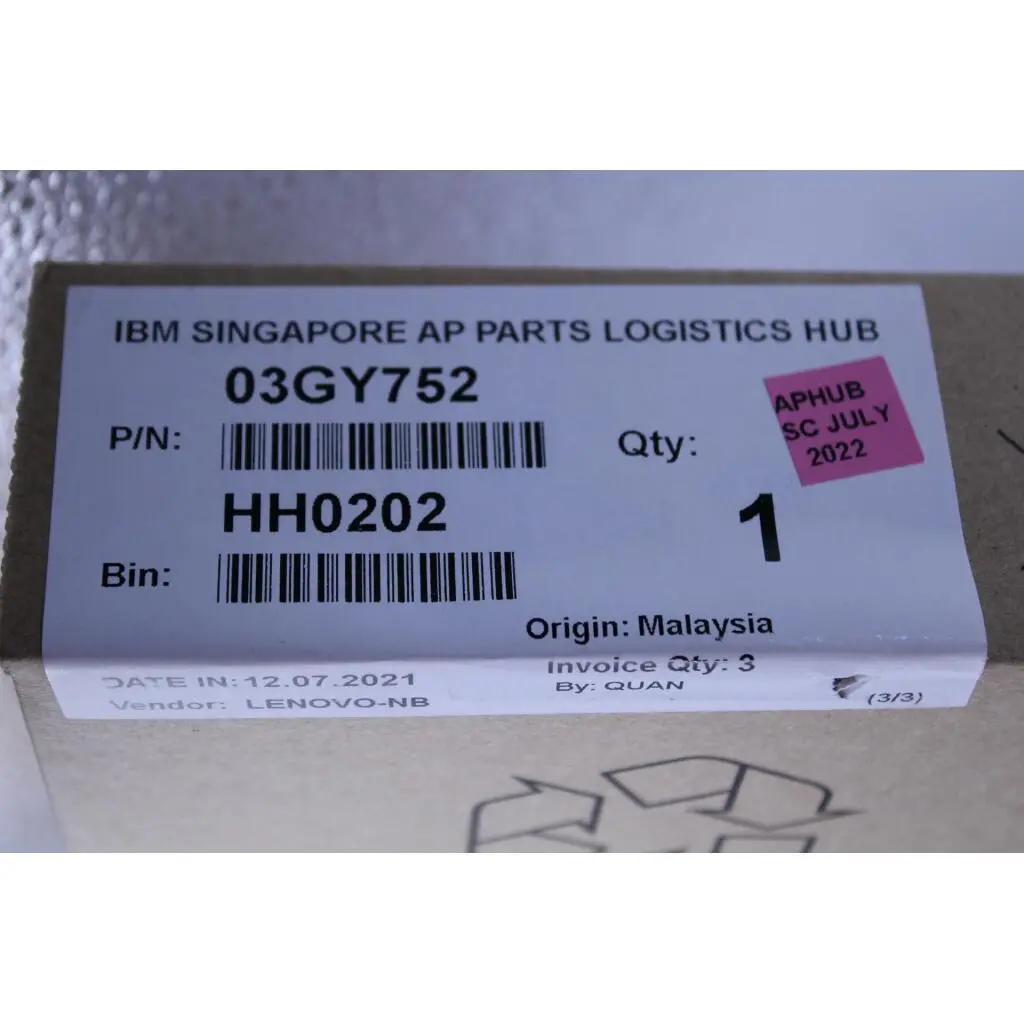 IBM SINGAPORE AP PARTS LOGISTICS HUB
03GY752
P/N:
Qty:
APHUB
SC JULY
2022
HH0202
1
Bin:
Origin: Malaysia
Invoice Qty: 3
DATE IN: 12.07.2021
By: QUAN
Vendor: LENOVO-NB
(3/3)